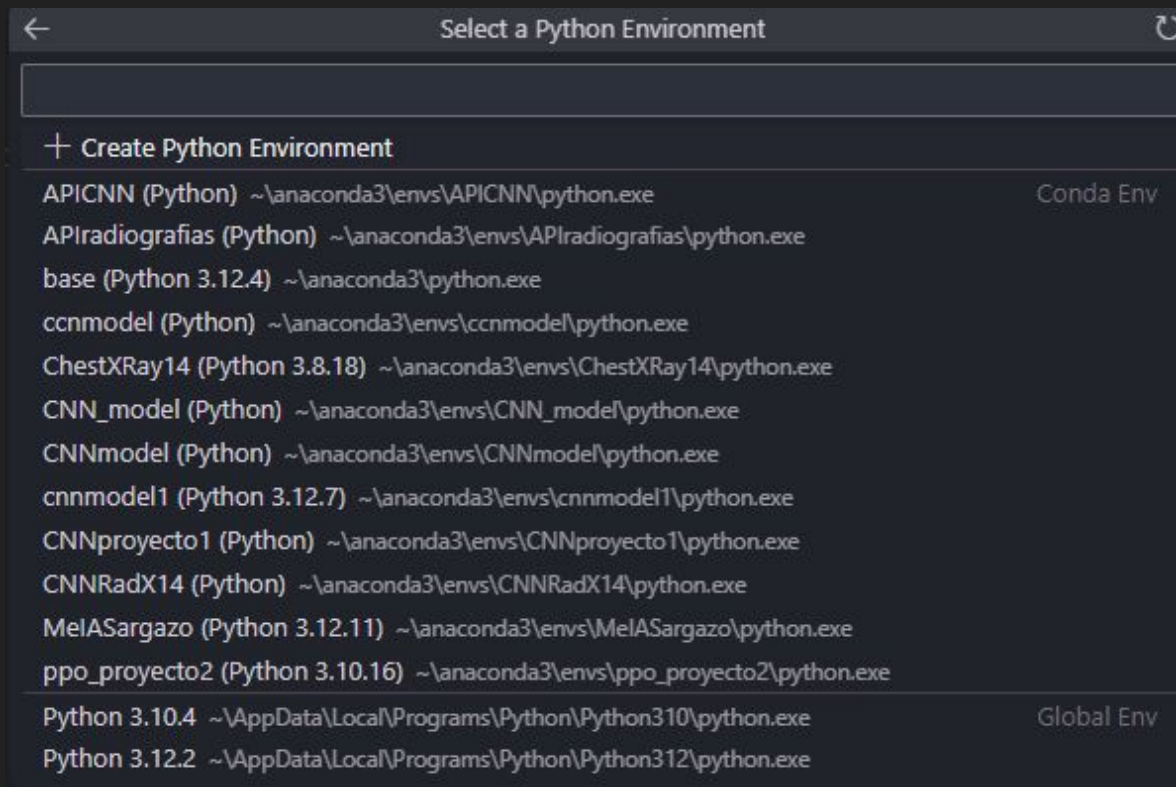 Select a Python Environment
Create Python Environment
APICNN (Python) ~\anaconda3\envs\APICNN\python.exe Conda Env
APIradiografias (Python) ~\anaconda3\envs\APIradiografias\python.exe
base (Python 3.12.4) ~\anaconda3\python.exe
ccnmodel (Python) ~\anaconda3\envs\ccnmodel\python.exe
ChestXRay14 (Python 3.8.18) ~\anaconda3\envs\ChestXRay14\python.exe
CNN_model (Python) ~\anaconda3\envs\CNN_model\python.exe
CNNmodel (Python) ~\anaconda3\envs\CNNmodel\python.exe
cnnmodel1 (Python 3.12.7) ~\anaconda3\envs\cnnmodel1\python.exe
CNNproyecto1 (Python) ~\anaconda3\envs\CNNproyecto1\python.exe
CNNRadX14 (Python) ~\anaconda3\envs\CNNRadX14\python.exe
MeIASargazo (Python 3.12.11) ~\anaconda3\envs\MeIASargazo\python.exe
ppo_proyecto2 (Python 3.10.16) ~\anaconda3\envs\ppo_proyecto2\python.exe
Python 3.10.4 ~\AppData\Local\Programs\Python\Python310\python.exe Global Env
Python 3.12.2 ~\AppData\Local\Programs\Python\Python312\python.exe